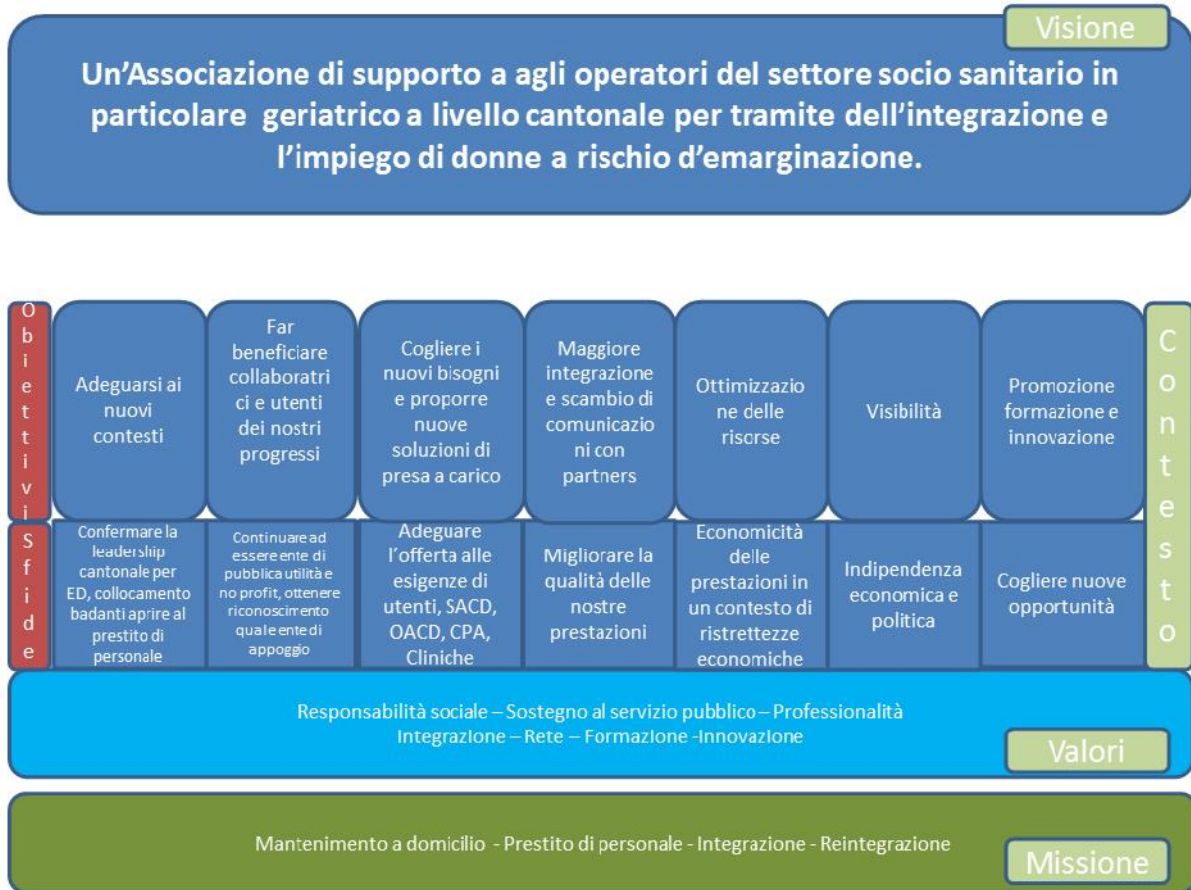 Visione
Un'Associazione di supporto a agli operatori del settore socio sanitario in
particolare geriatrico a livello cantonale per tramite dell'integrazione e
l'impiego di donne a rischio d'emarginazione.
Obiettivi
Adeguarsi ai
nuovi
contesti
Far
beneficiare
collaboratri
ci e utenti
dei nostri
progressi
Cogliere i
nuovi bisogni
e proporre
nuove
soluzioni di
presa a carico
Maggiore
integrazione
e scambio di
comunicazio
ni con
partners
Ottimizzazio
ne delle
risorse
Visibilità
Promozione
formazione e
innovazione
Contesto
Sfide
Confermare la
leadership
cantonale per
ED, collocamento
badanti aprire al
prestito di
personale
Continuare ad
essere ente di
pubblica utilità e
no profit, ottenere
riconoscimento
quale ente di
appoggio
Adeguare
l'offerta alle
esigenze di
utenti, SACD,
OACD, CPA,
Cliniche
Migliorare la
qualità delle
nostre
prestazioni
Economicità
delle
prestazioni in
un contesto di
ristrettezze
economiche
Indipendenza
economica e
politica
Cogliere nuove
opportunità
Responsabilità sociale – Sostegno al servizio pubblico – Professionalità
Integrazione – Rete – Formazione -Innovazione
Valori
Mantenimento a domicilio - Prestito di personale - Integrazione - Reintegrazione
Missione